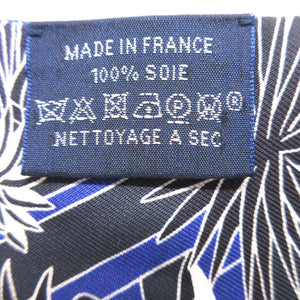 MADE IN FRANCE
100% SOIE
®
NETTOYAGE A SEC